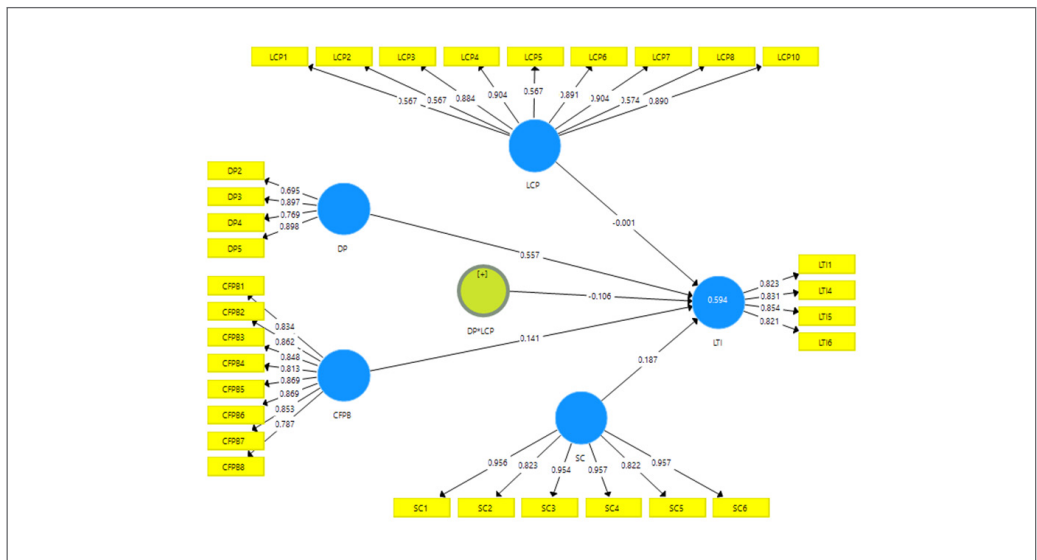 LCP1 LCP2 LCP3 LCP4 LCP5 LCP6 LCP7 LCP8 LCP10
0.567 0.567 0.884 0.904 0.567 0.891 0.904 0.574 0.890
LCP
DP2
DP3
DP4
DP5
0.695
0.897
0.769
0.898
DP
-0.001
0.557
[+]
DP*LCP
-0.106
CFPB1
CFPB2
CFPB3
CFPB4
CFPB5
CFPB6
CFPB7
CFPB8
0.834
0.862
0.848
0.813
0.869
0.869
0.853
0.787
CFPB
0.141
0.594
LTI
0.823
0.831
0.854
0.821
LTI1
LTI4
LTI5
LTI6
0.187
SC
0.956 0.823 0.954 0.957 0.822 0.957
SC1 SC2 SC3 SC4 SC5 SC6